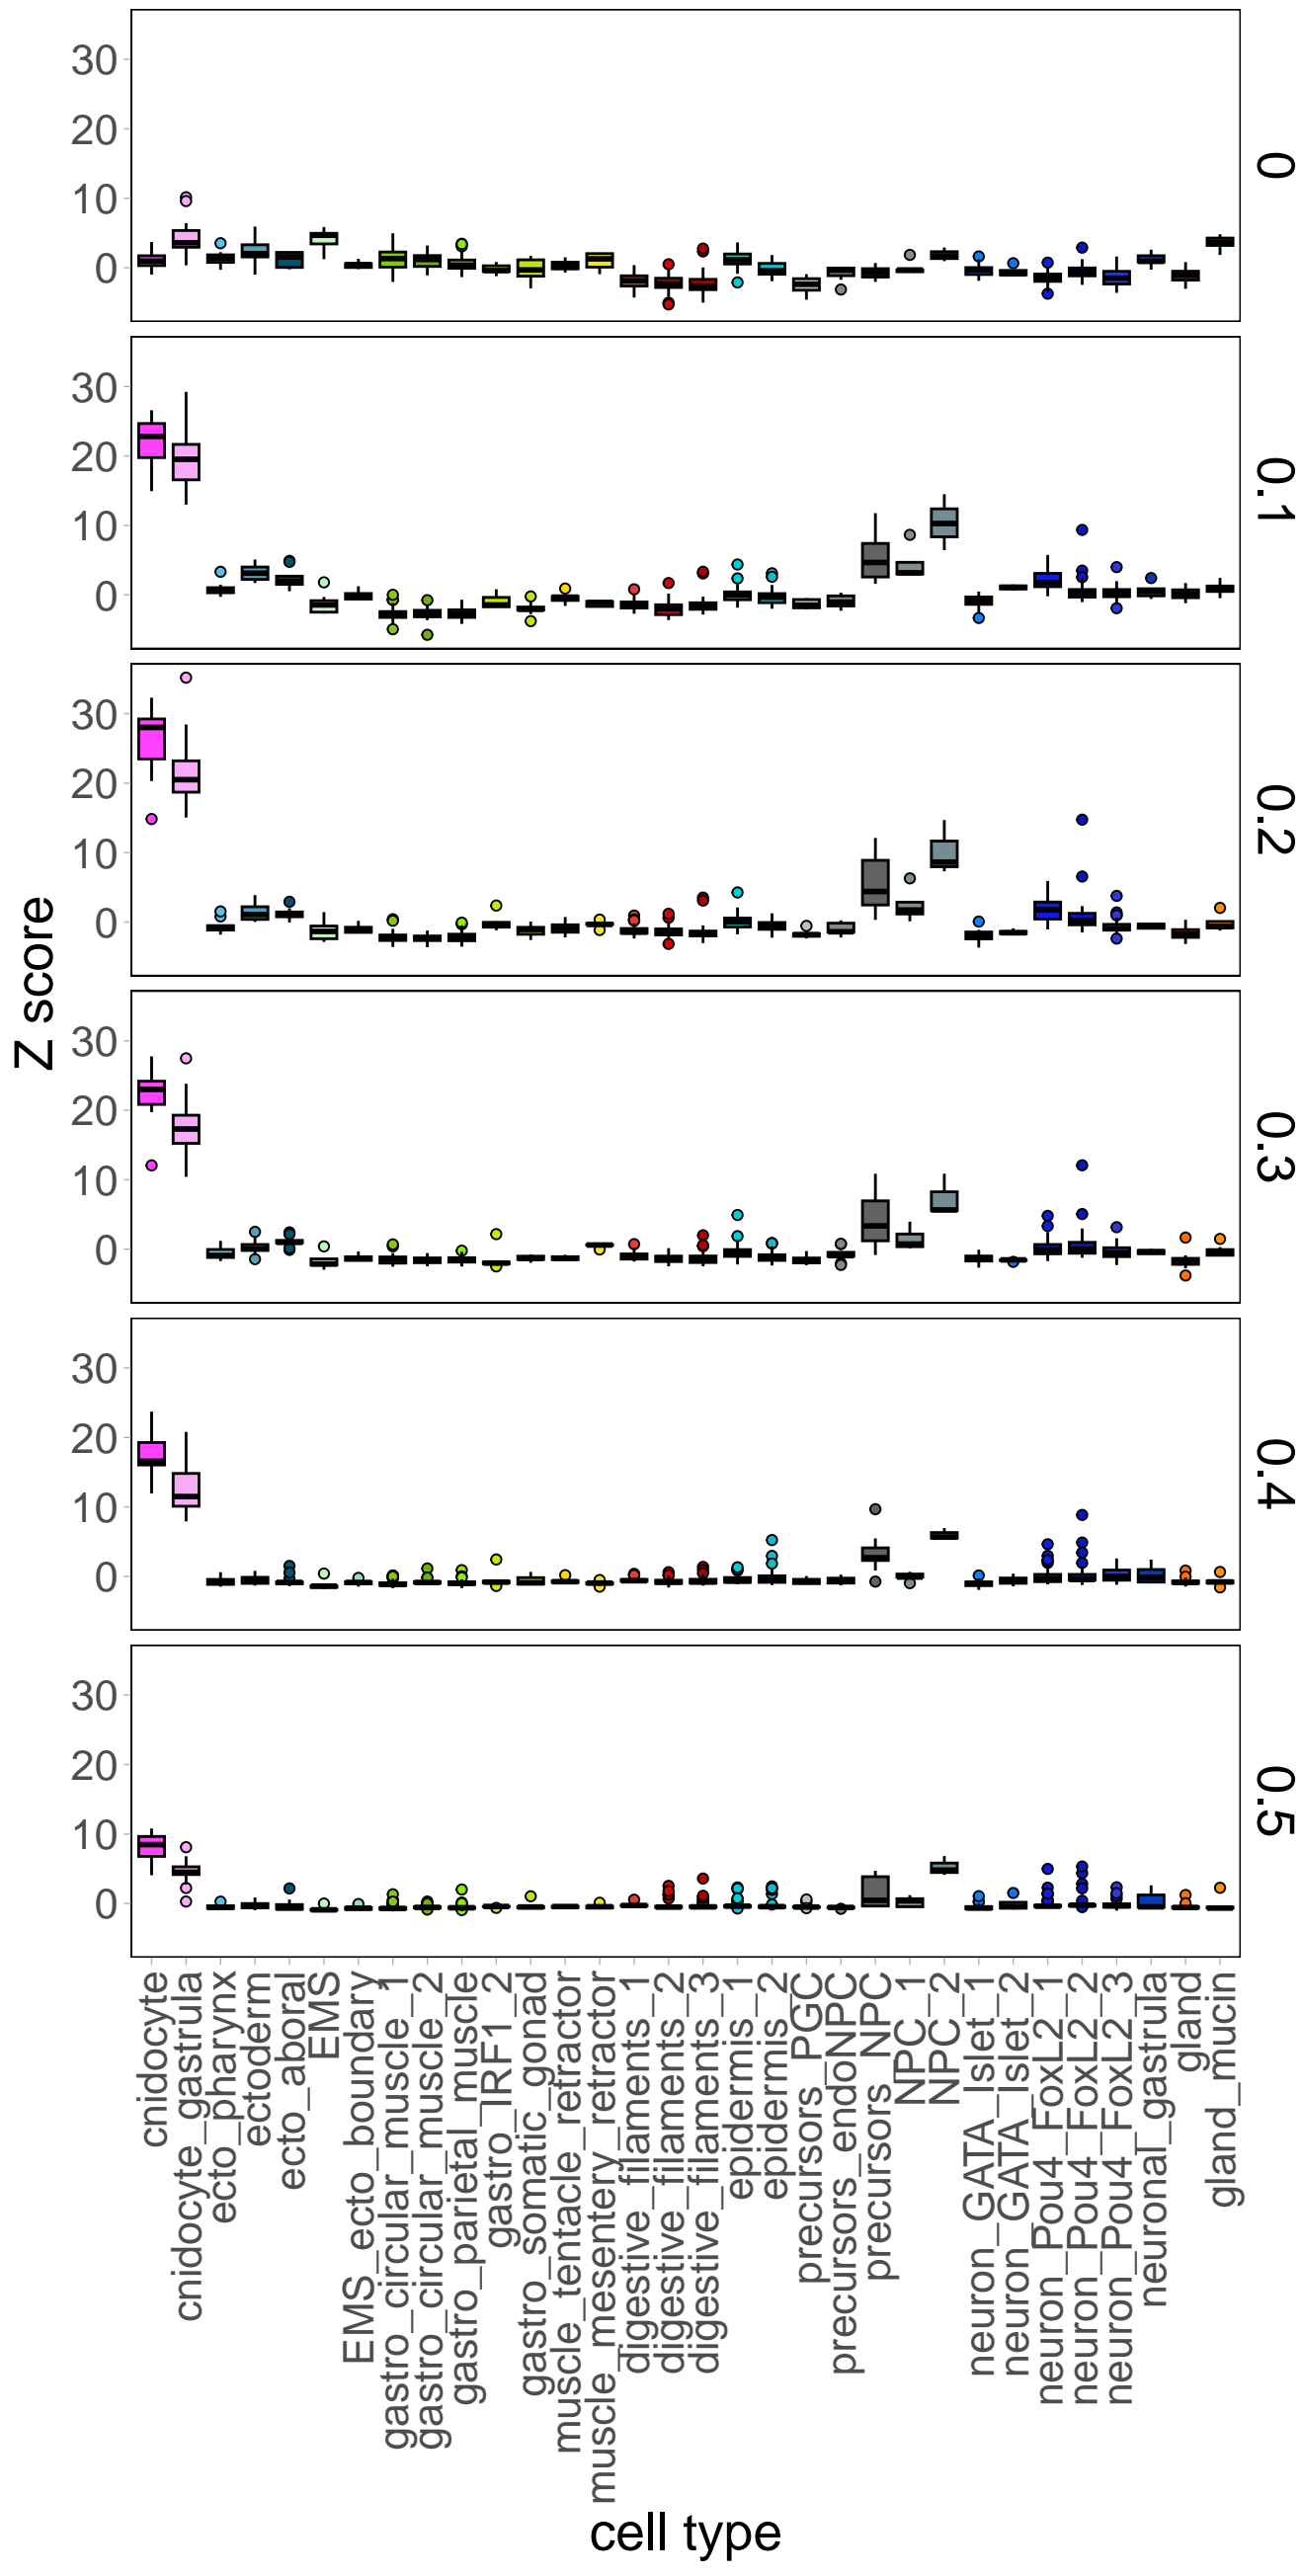 30
20
10
0
0
30
20
10
0
0.1
30
20
10
0
0.2
30
20
10
0
0.3
30
20
10
0
0.4
30
20
10
0
0.5
Z score
cnidocyte
cnidocyte_gastrula
ecto_pharynx
ectoderm
ecto_aboral
EMS
EMS_ecto_boundary
gastro_circular_muscle_1
gastro_circular_muscle_2
gastro_parietal_muscle
gastro_IRF1_2
gastro_somatic_gonad
muscle_tentacle_retractor
muscle_mesentery_retractor
digestive_filaments_1
digestive_filaments_2
digestive_filaments_3
epidermis_1
epidermis_2
precursors_PGC
precursors_endoNPC
precursors_NPC
NPC_1
NPC_2
neuron_GATA_Islet_1
neuron_GATA_Islet_2
neuron_Pou4_FoxL2_1
neuron_Pou4_FoxL2_2
neuron_Pou4_FoxL2_3
neuronal_gastrula
gland
gland_mucin
cell type